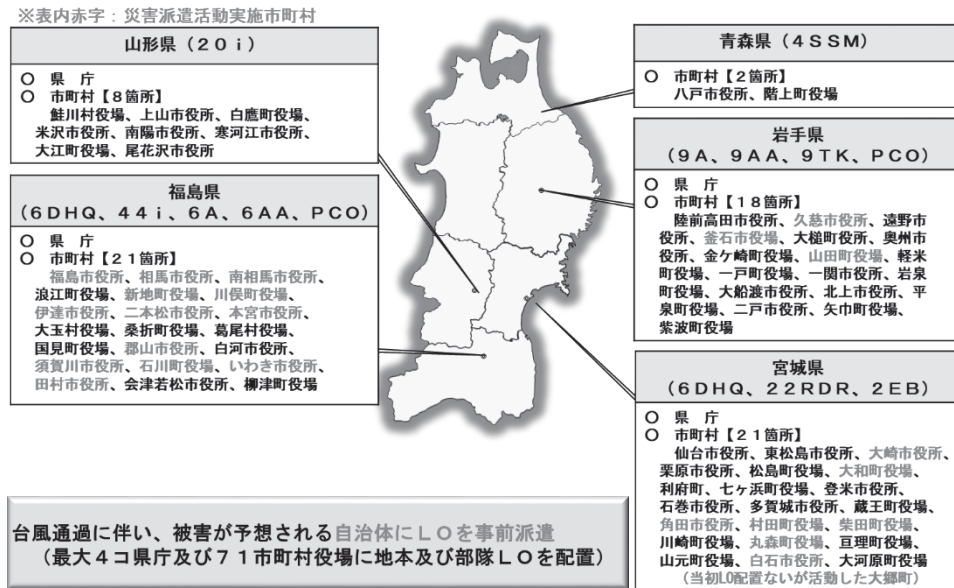 ※表内赤字：災害派遣活動実施市町村
山形県（２０ｉ）
○　県　庁
○　市町村【８箇所】
鮭川村役場、上山市役所、白鷹町役場、
米沢市役所、南陽市役所、寒河江市役所、
大江町役場、尾花沢市役所
福島県
（６ＤＨＱ、４４ｉ、６Ａ、６ＡＡ、ＰＣＯ）
○　県　庁
○　市町村【２１箇所】
福島市役所、相馬市役所、南相馬市役所、
浪江町役場、新地町役場、川俣町役場、
伊達市役所、二本松市役所、本宮市役所、
大玉村役場、桑折町役場、葛尾村役場、
国見町役場、郡山市役所、白河市役所、
須賀川市役所、石川町役場、いわき市役所、
田村市役所、会津若松市役所、柳津町役場
青森県（４ＳＳＭ）
○　市町村【２箇所】
八戸市役所、階上町役場
岩手県
（９Ａ、９ＡＡ、９ＴＫ、ＰＣＯ）
○　県　庁
○　市町村【１８箇所】
陸前高田市役所、久慈市役所、遠野市
役所、釜石市役場、大槌町役所、奥州市
役所、金ケ崎町役場、山田町役場、軽米
町役場、一戸町役場、一関市役所、岩泉
町役場、大船渡市役所、北上市役所、平
泉町役場、二戸市役所、矢巾町役場、
紫波町役場
宮城県
（６ＤＨＱ、２２ＲＤＲ、２ＥＢ）
○　県　庁
○　市町村【２１箇所】
仙台市役所、東松島市役所、大崎市役所、
栗原市役所、松島町役場、大和町役場、
利府町、七ヶ浜町役場、登米市役所、
石巻市役所、多賀城市役所、蔵王町役場、
角田市役所、村田町役場、柴田町役場、
川崎町役場、丸森町役場、亘理町役場、
山元町役場、白石市役所、大河原町役場
（当初LO配置ないが活動した大郷町）
台風通過に伴い、被害が予想される自治体にＬＯを事前派遣
（最大４コ県庁及び７１市町村役場に地本及び部隊ＬＯを配置）